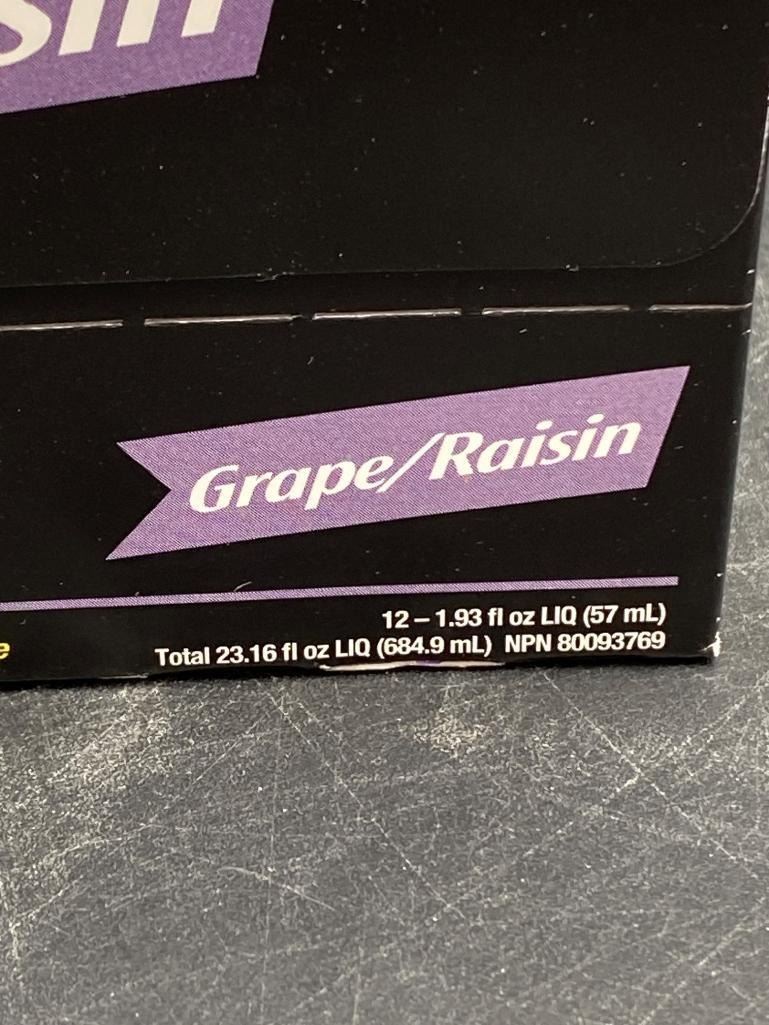 Grape/Raisin
12 – 1.93 fl oz LIQ (57 mL)
Total 23.16 fl oz LIQ (684.9 mL) NPN 80093769